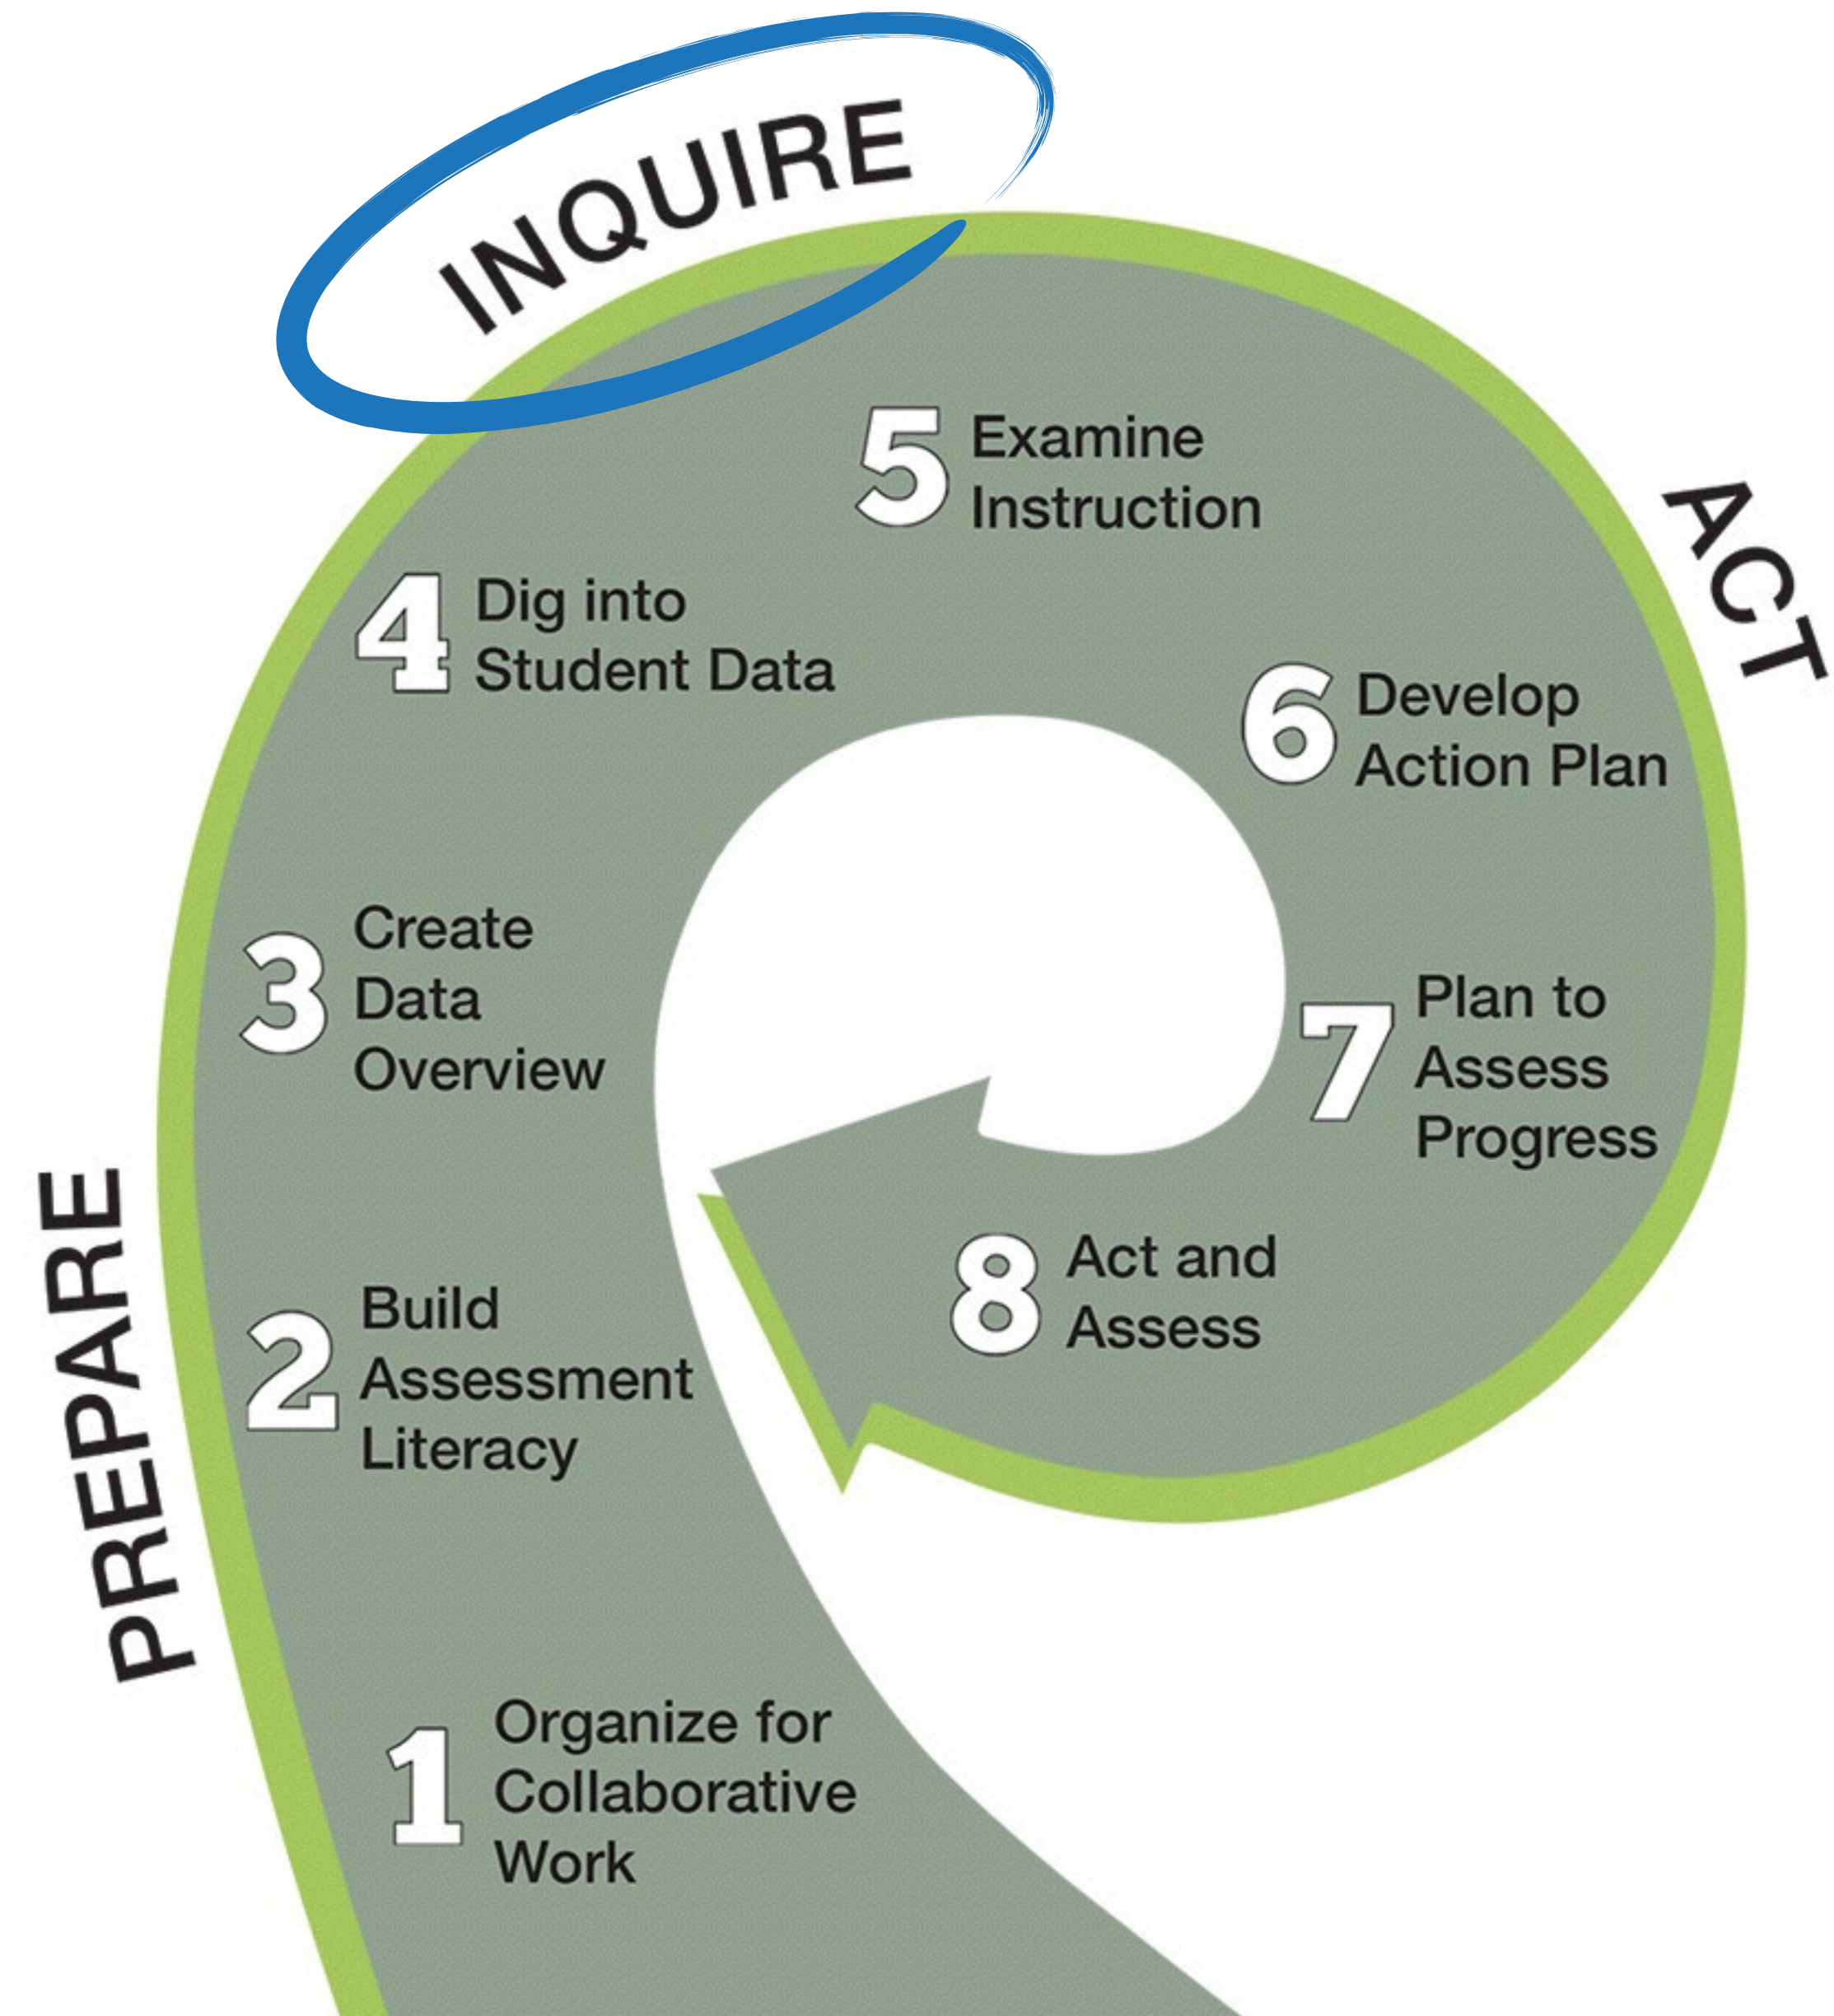 INQUIRE
ACT
PREPARE
5 Examine
Instruction
4 Dig into
Student Data
6 Develop
Action Plan
3 Create
Data
Overview
7 Plan to
Assess
Progress
8 Act and
Assess
2 Build
Assessment
Literacy
1 Organize for
Collaborative
Work